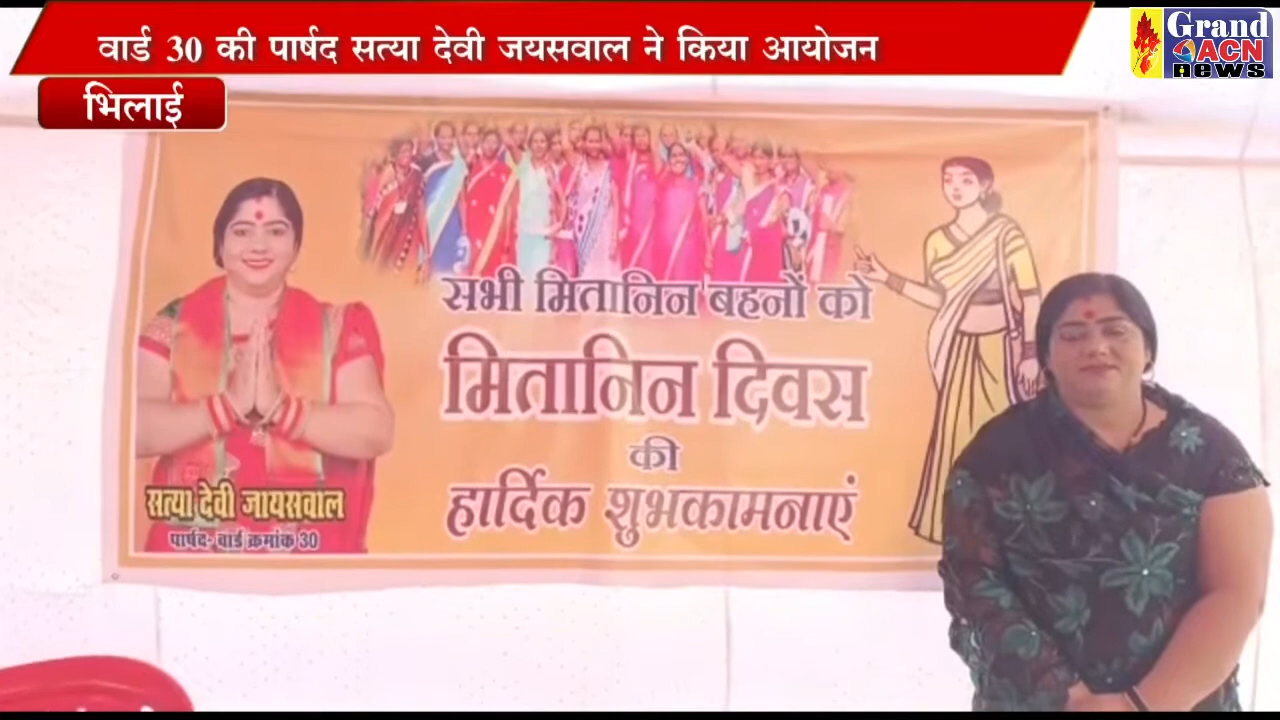 वार्ड 30 की पार्षद सत्या देवी जयसवाल ने किया आयोजन
Grand
ACN
news
भिलाई
सभी मितानिन बहनों को
मितानिन दिवस
की
हार्दिक शुभकामनाएं
सत्या देवी जायसवाल
पार्षद- वार्ड क्रमांक 30